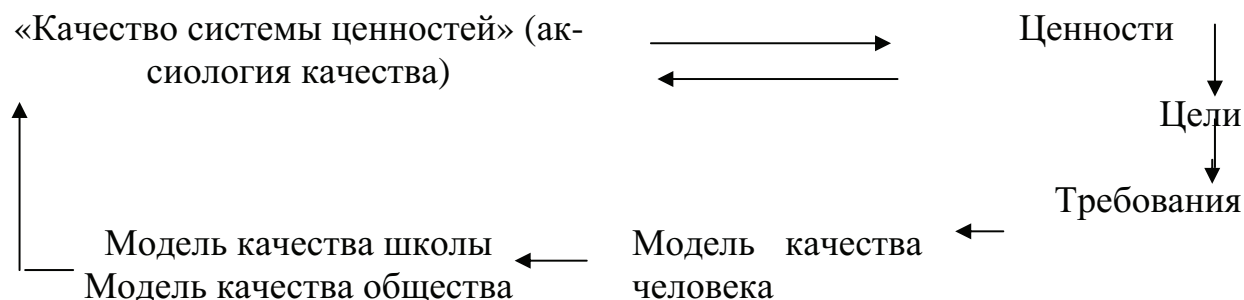 «Качество системы ценностей» (ак-
сиология качества)
Ценности
Цели
Требования
Модель качества школы
Модель качества общества
Модель качества
человека